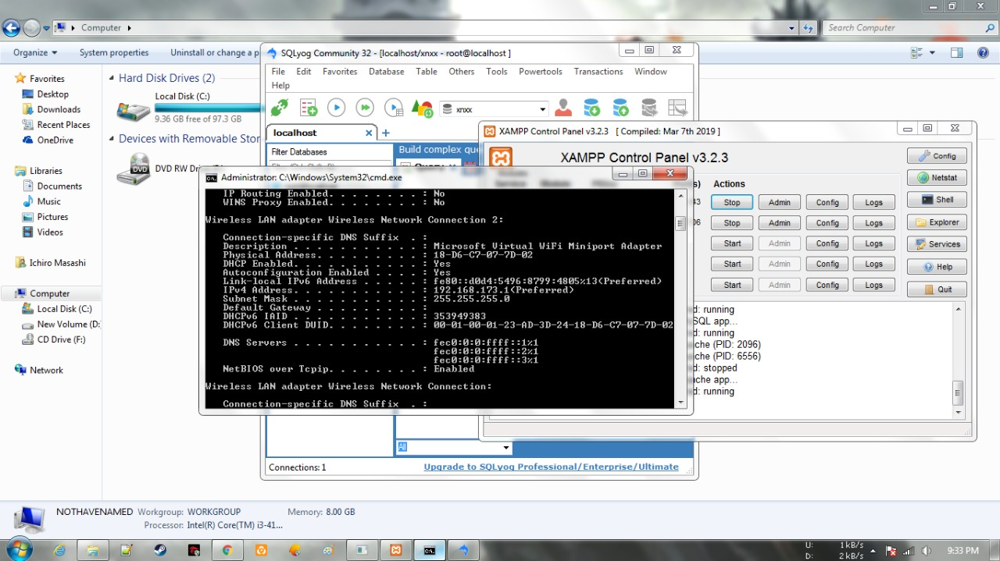 Computer
Search Computer
Organize
System properties
Uninstall or change a p
Favorites
Desktop
Downloads
Recent Places
OneDrive
Libraries
Documents
Music
Pictures
Videos
Ichiro Masashi
Computer
Local Disk (C:)
New Volume (D:
CD Drive (F:)
Network
Hard Disk Drives (2)
Local Disk (C:)
9.36 GB free of 97.3 GB
Devices with Removable Stor
DVD RW Dri
SQLyog Community 32 - [localhost/xnxx - root@localhost ]
File Edit Favorites Database Table Others Tools Powertools Transactions Window
Help
xnxx
localhost
Filter Databases
Build complex que
Query
All
Connections: 1
Upgrade to SQLyog Professional/Enterprise/Ultimate
XAMPP Control Panel v3.2.3 [ Compiled: Mar 7th 2019 ]
XAMPP Control Panel v3.2.3
Config
Netstat
Shell
Explorer
Services
Help
Quit
Service Module
(s) Actions
43 Stop Admin Config Logs
06 Stop Admin Config Logs
Start Admin Config Logs
Start Admin Config Logs
Start Admin Config Logs
d: running
SQL app...
d: running
che (PID: 2096)
che (PID: 6556)
d: stopped
che app...
d: running
Administrator: C:\Windows\System32\cmd.exe
IP Routing Enabled. . . . . . . . : No
WINS Proxy Enabled. . . . . . . . : No
Wireless LAN adapter Wireless Network Connection 2:
Connection-specific DNS Suffix . :
Description . . . . . . . . . . . : Microsoft Virtual WiFi Miniport Adapter
Physical Address. . . . . . . . . : 18-D6-C7-07-7D-02
DHCP Enabled. . . . . . . . . . . : Yes
Autoconfiguration Enabled . . . . : Yes
Link-local IPv6 Address . . . . . : fe80::d0d4:5496:8799:4805%13(Preferred)
IPv4 Address. . . . . . . . . . . : 192.168.173.1(Preferred)
Subnet Mask . . . . . . . . . . . : 255.255.255.0
Default Gateway . . . . . . . . . :
DHCPv6 IAID . . . . . . . . . . . : 353949383
DHCPv6 Client DUID. . . . . . . . : 00-01-00-01-23-AD-3D-24-18-D6-C7-07-7D-02
DNS Servers . . . . . . . . . . . : fec0:0:0:ffff::1%1
fec0:0:0:ffff::2%1
fec0:0:0:ffff::3%1
NetBIOS over Tcpip. . . . . . . . : Enabled
Wireless LAN adapter Wireless Network Connection:
Connection-specific DNS Suffix . :
NOTHAVENAMED Workgroup: WORKGROUP Memory: 8.00 GB
Processor: Intel(R) Core(TM) i3-41...
U: 1 kB/s
D: 2 kB/s
9:33 PM